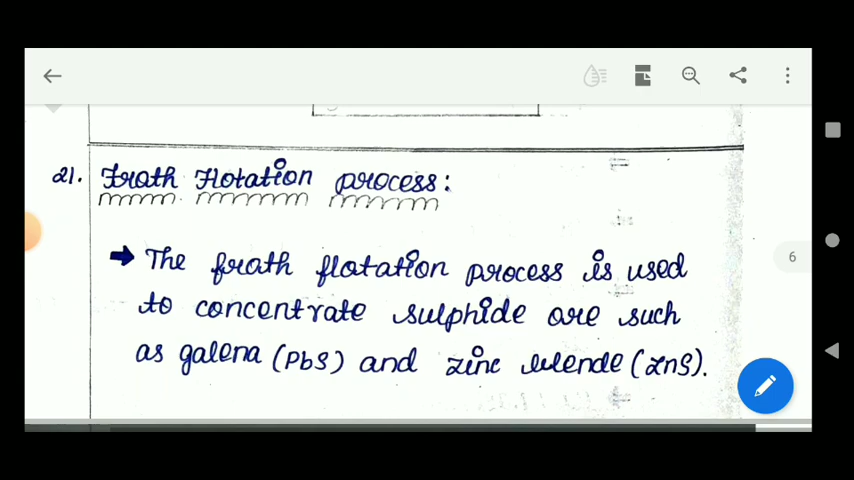 21. Froth Flotation process:
➡ The froth flotation process is used
to concentrate sulphide ore such
as galena (PbS) and zinc blende (ZnS).
6